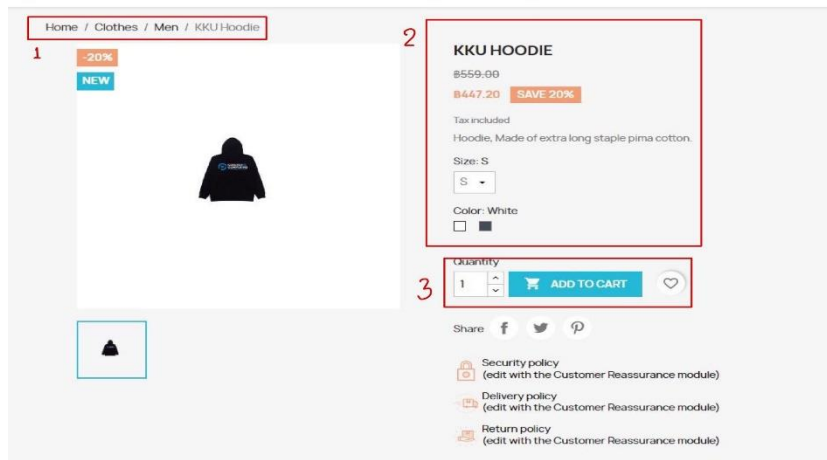 Home / Clothes / Men / KKU Hoodie
1
-20%
NEW
2
KKU HOODIE
฿559.00
฿447.20 SAVE 20%
Tax included
Hoodie, Made of extra long staple pima cotton.
Size: S
S
Color: White
3
Quantity
1 ADD TO CART
Share
Security policy
(edit with the Customer Reassurance module)
Delivery policy
(edit with the Customer Reassurance module)
Return policy
(edit with the Customer Reassurance module)